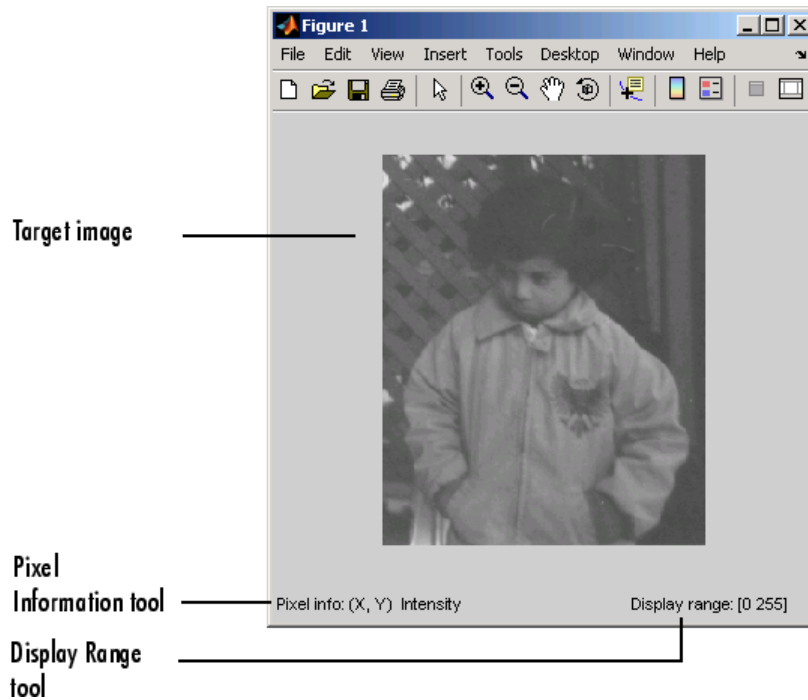 Figure 1
File Edit View Insert Tools Desktop Window Help
Target image
Pixel
Information tool
Pixel info: (X, Y) Intensity
Display range: [0 255]
Display Range
tool